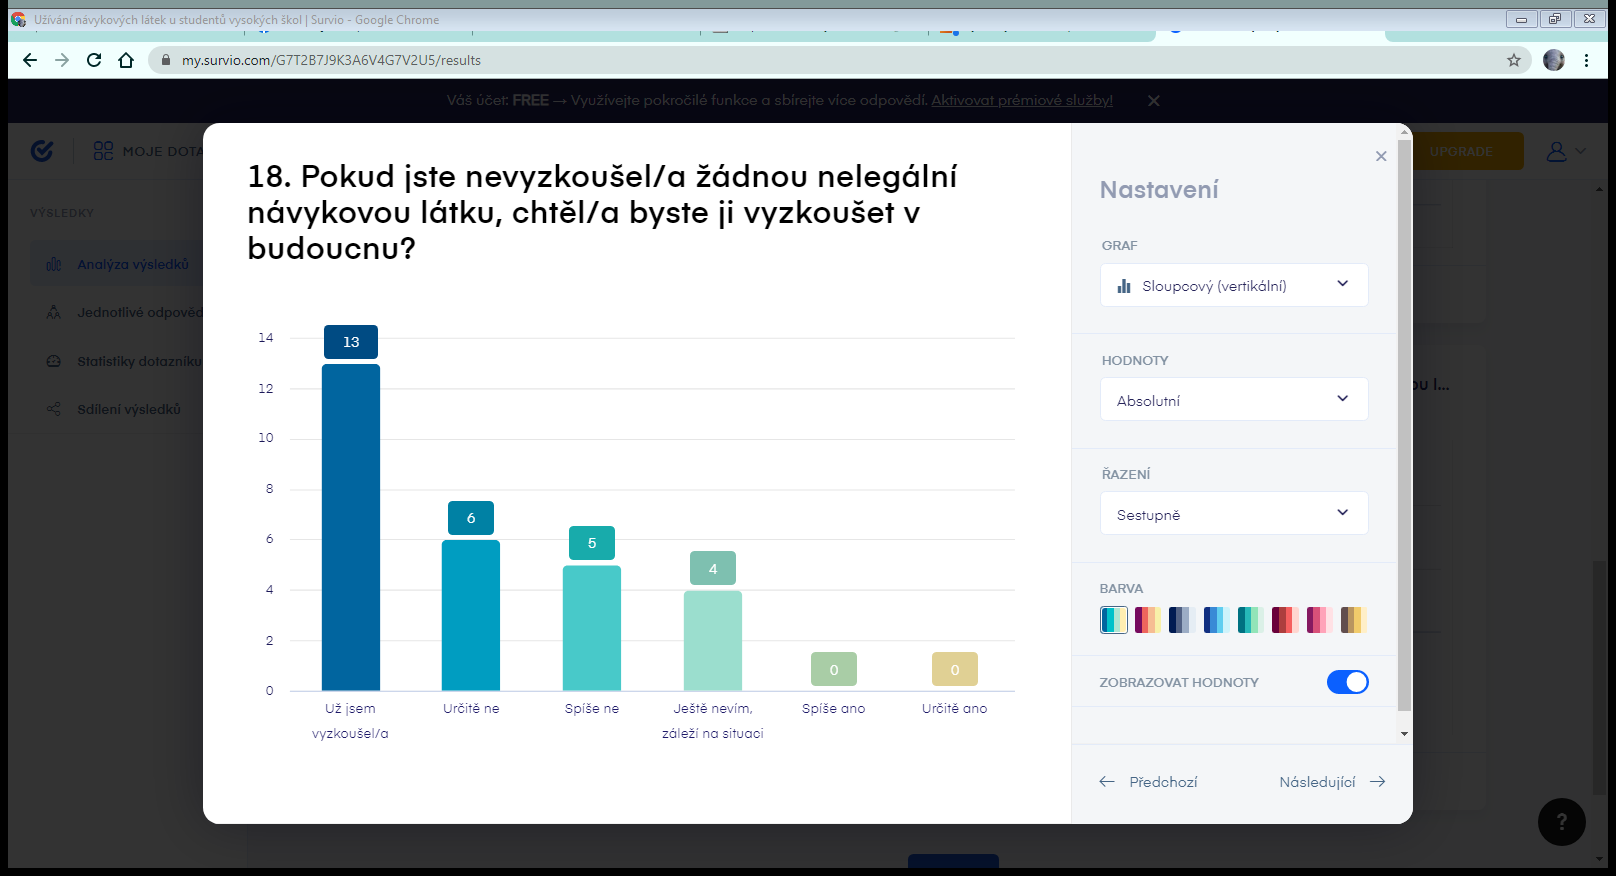 Užívání návykových látek u studentů vysokých škol | Survio - Google Chrome
my.survio.com/G7T2B7J9K3A6V4G7V2U5/results
Váš účet: FREE → Využívejte pokročilé funkce a sbírejte více odpovědí. Aktivovat prémiové služby!
MOJE DOTA
UPGRADE
VÝSLEDKY
Analýza výsledků
Jednotlivé odpověd
Statistiky dotazníku
Sdílení výsledků
18. Pokud jste nevyzkoušel/a žádnou nelegální
návykovou látku, chtěl/a byste ji vyzkoušet v
budoucnu?
14
12
10
8
6
4
2
0
13
6
5
4
0
0
Už jsem
vyzkoušel/a
Určitě ne
Spíše ne
Ještě nevím,
záleží na situaci
Spíše ano
Určitě ano
Nastavení
GRAF
Sloupcový (vertikální)
HODNOTY
Absolutní
ŘAZENÍ
Sestupně
BARVA
ZOBRAZOVAT HODNOTY
← Předchozí
Následující →
ou l...
?